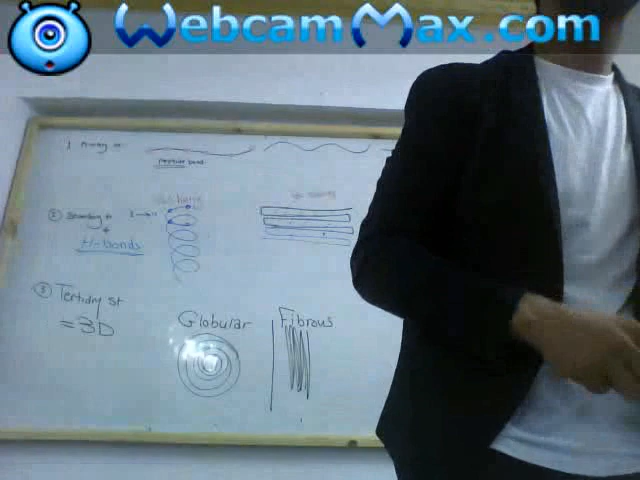 WebcamMax.com
1 Primary st
peptide bond
② Secondary st
H-bonds
③ Tertiary st
= 3D
Globular
Fibrous